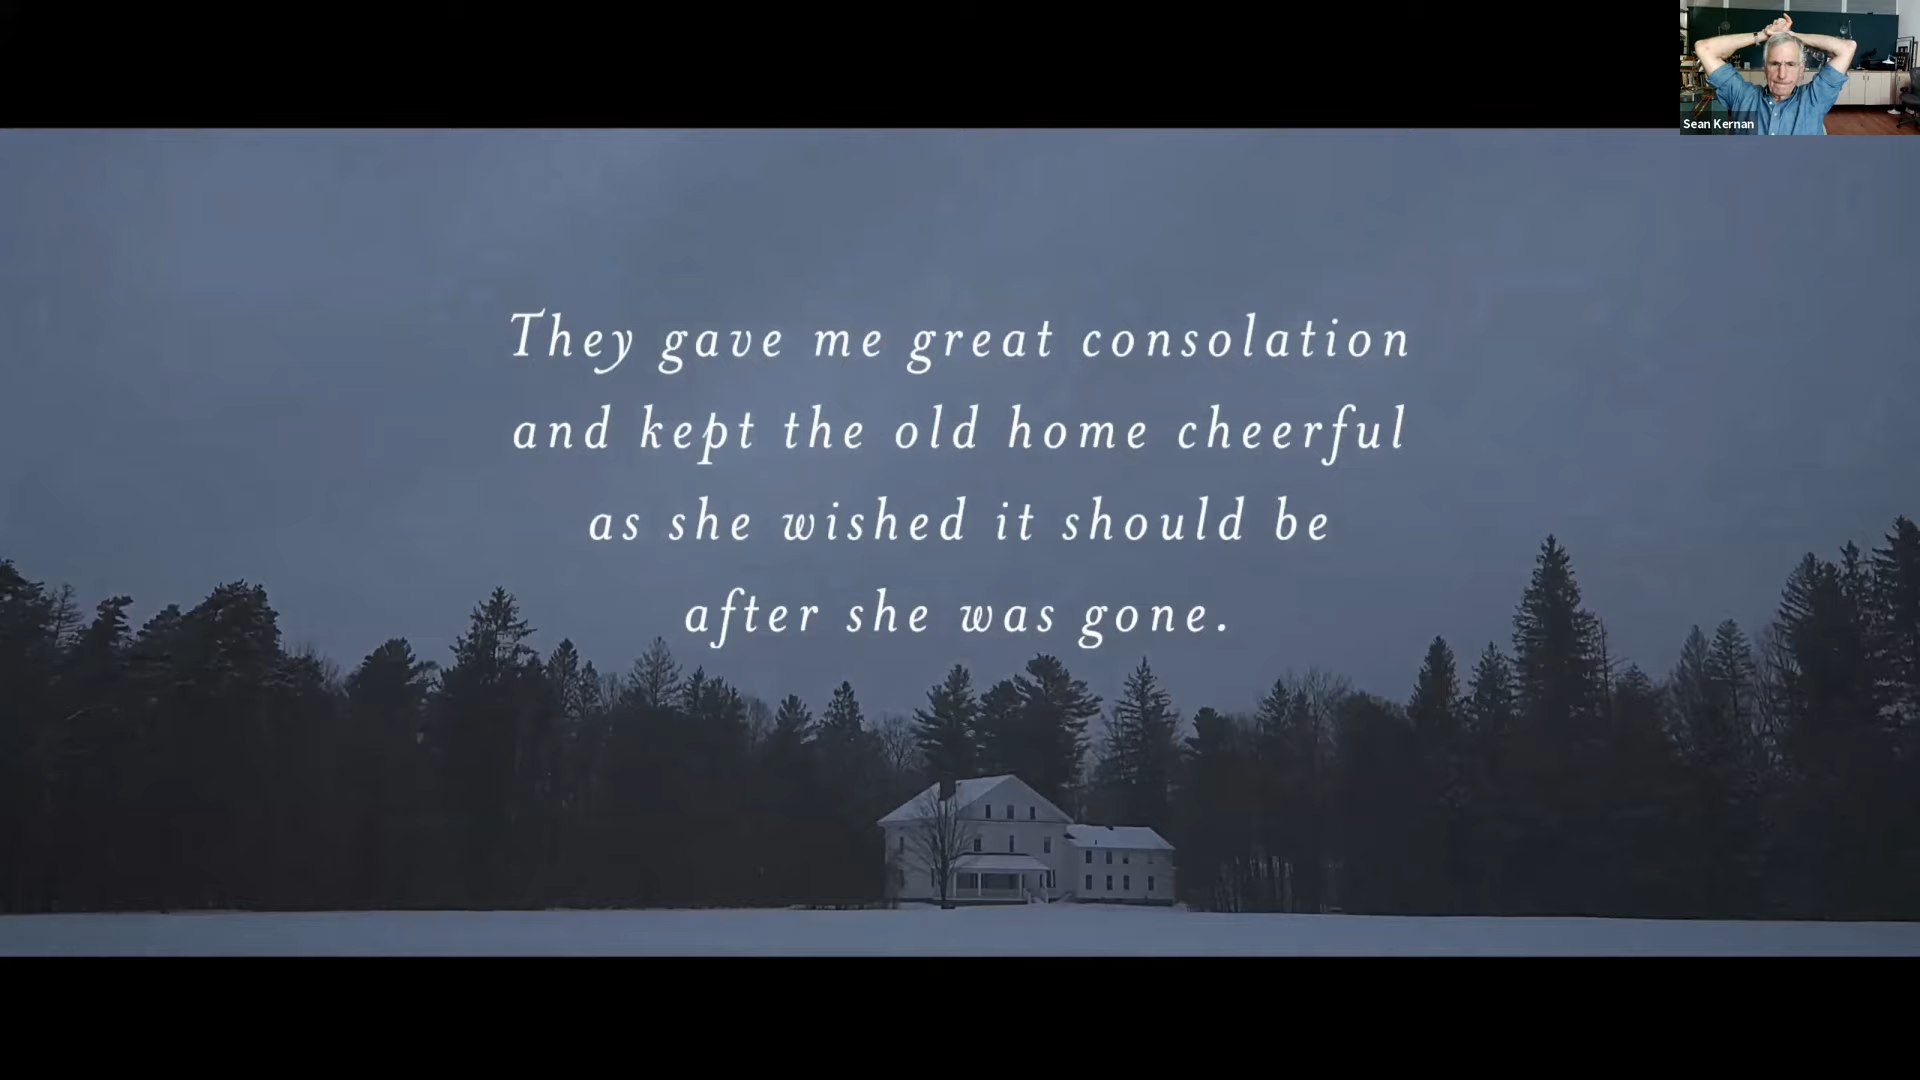 Sean Kernan
They gave me great consolation
and kept the old home cheerful
as she wished it should be
after she was gone.